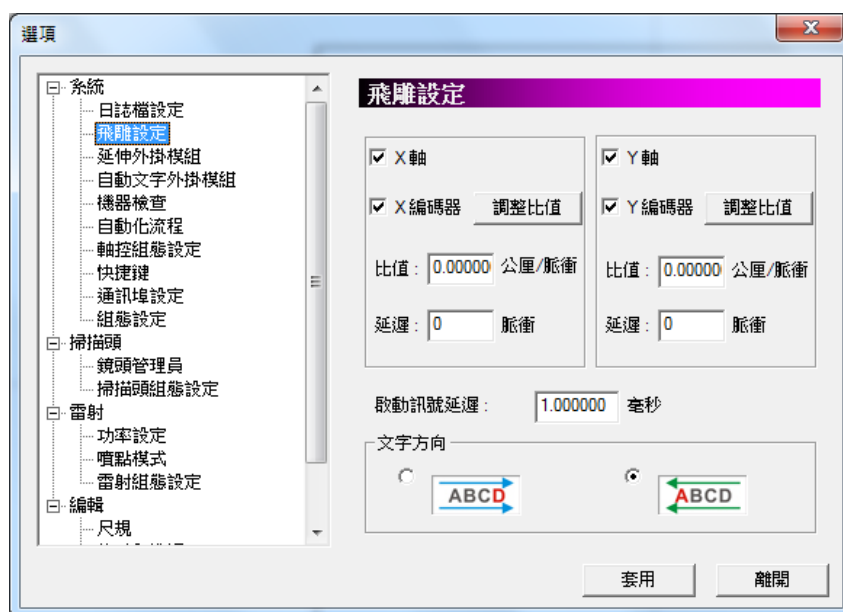 選項
系統
日誌檔設定
飛雕設定
延伸外掛模組
自動文字外掛模組
機器檢查
自動化流程
軸控組態設定
快捷鍵
通訊埠設定
組態設定
掃描頭
鏡頭管理員
掃描頭組態設定
雷射
功率設定
噴點模式
雷射組態設定
編輯
尺規
飛雕設定
X 軸
X 編碼器 調整比值
比值 : 0.00000 公厘/脈衝
延遲 : 0 脈衝
Y 軸
Y 編碼器 調整比值
比值 : 0.00000 公厘/脈衝
延遲 : 0 脈衝
啟動訊號延遲 : 1.000000 毫秒
文字方向
ABCD
ABCD
套用 離開